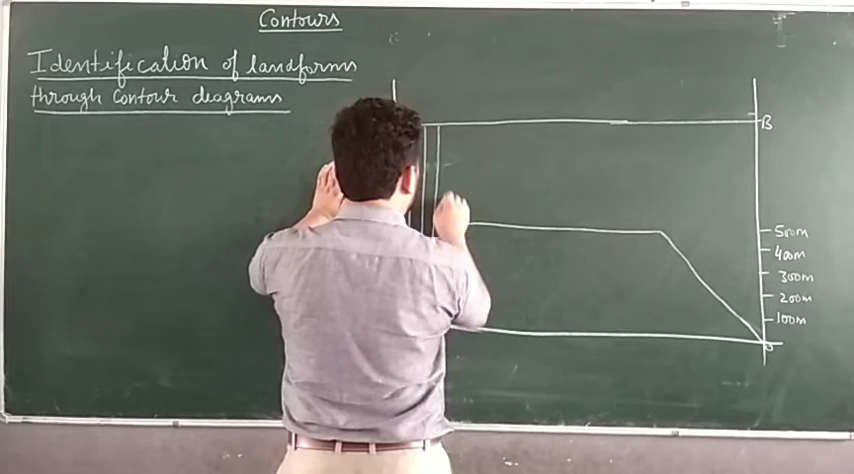 Contours
Identification of landforms
through Contour diagrams
B
500m
400m
300m
200m
100m